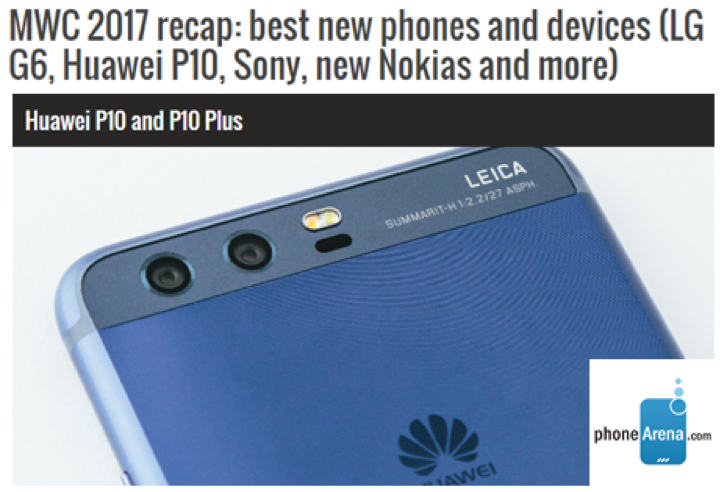 MWC 2017 recap: best new phones and devices (LG
G6, Huawei P10, Sony, new Nokias and more)
Huawei P10 and P10 Plus
LEICA
SUMMARIT-H 1:2.2/27 ASPH.
HUAWEI
phoneArena.com